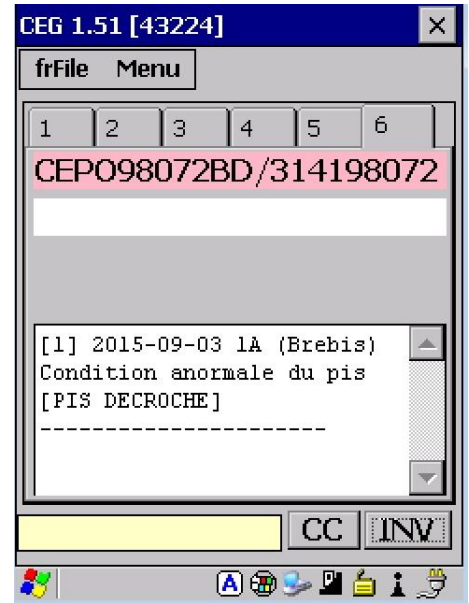 CEG 1.51 [43224]
frFile Menu
1 2 3 4 5 6
CEPO98072BD/314198072
[1] 2015-09-03 1A (Brebis)
Condition anormale du pis
[PIS DECROCHE]
----------------------
CC INV
A